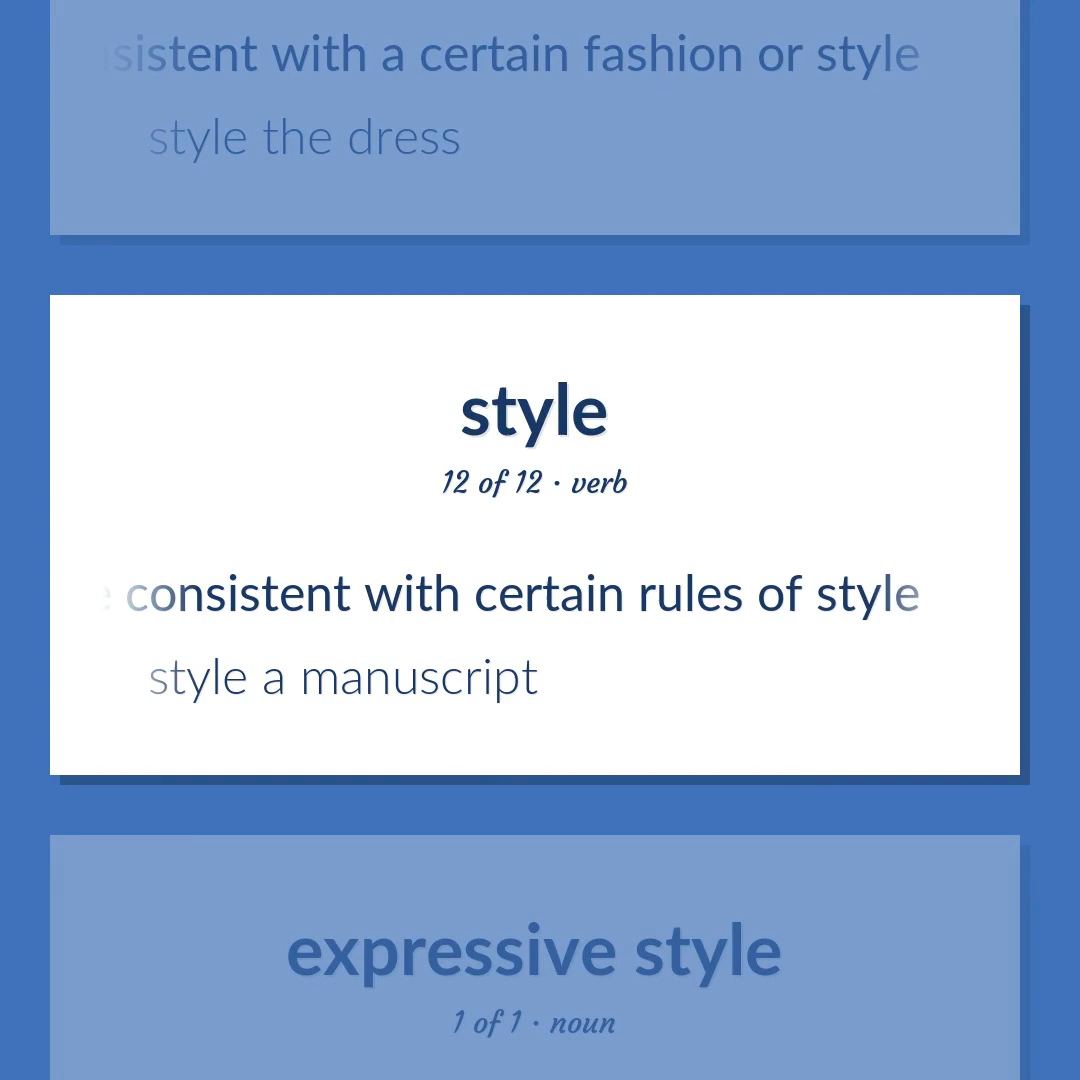 with a certain fashion or style
style the dress
style
12 of 12 · verb
consistent with certain rules of style
style a manuscript
expressive style
1 of 1 · noun